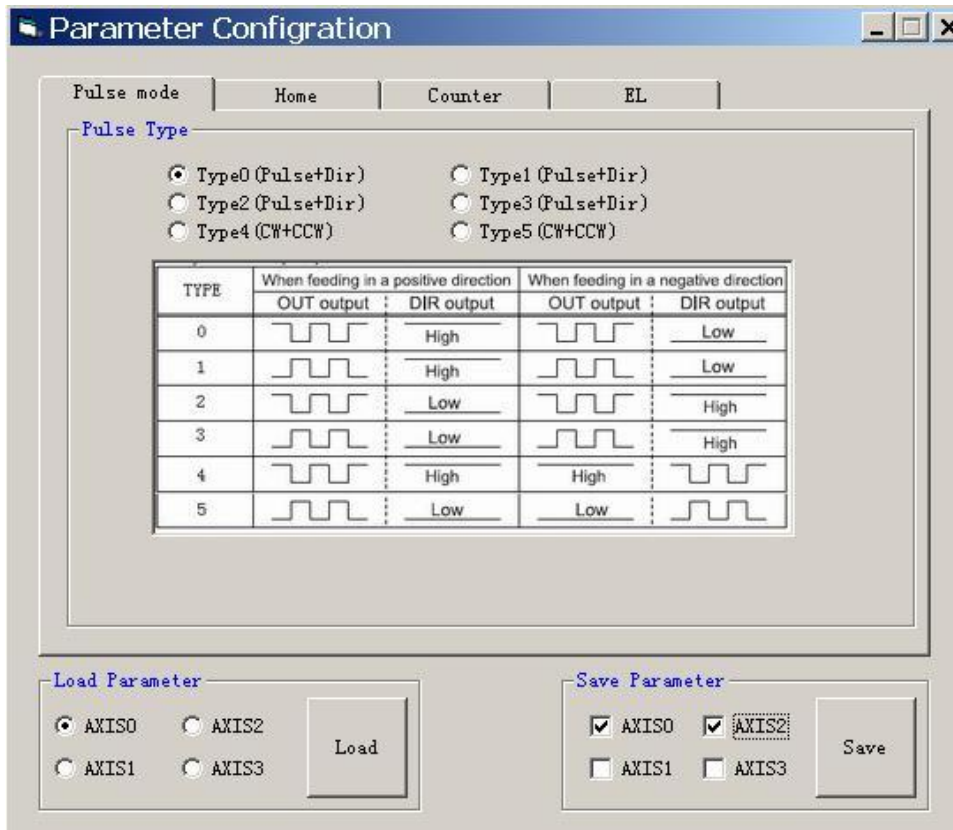 Parameter Configration
Pulse mode Home Counter EL
Pulse Type
Type0(Pulse+Dir) Type1(Pulse+Dir)
Type2(Pulse+Dir) Type3(Pulse+Dir)
Type4(CW+CCW) Type5(CW+CCW)
TYPE When feeding in a positive direction When feeding in a negative direction
OUT output DIR output OUT output DIR output
0 High Low
1 High Low
2 Low High
3 Low High
4 High High
5 Low Low
Load Parameter Save Parameter
AXIS0 AXIS2 AXIS0 AXIS2
Load Save
AXIS1 AXIS3 AXIS1 AXIS3